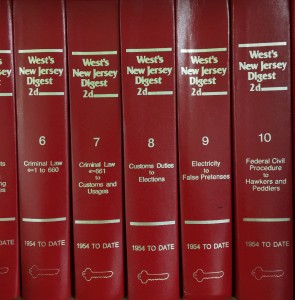 West's
New Jersey
Digest
2d
6
Criminal Law
⚷1 to 660
1954 TO DATE
West's
New Jersey
Digest
2d
7
Criminal Law
⚷661
to
Customs and
Usages
1954 TO DATE
West's
New Jersey
Digest
2d
8
Customs Duties
to
Elections
1954 TO DATE
West's
New Jersey
Digest
2d
9
Electricity
to
False Pretenses
1954 TO DATE
West's
New Jersey
Digest
2d
10
Federal Civil
Procedure
to
Hawkers and
Peddlers
1954 TO DATE